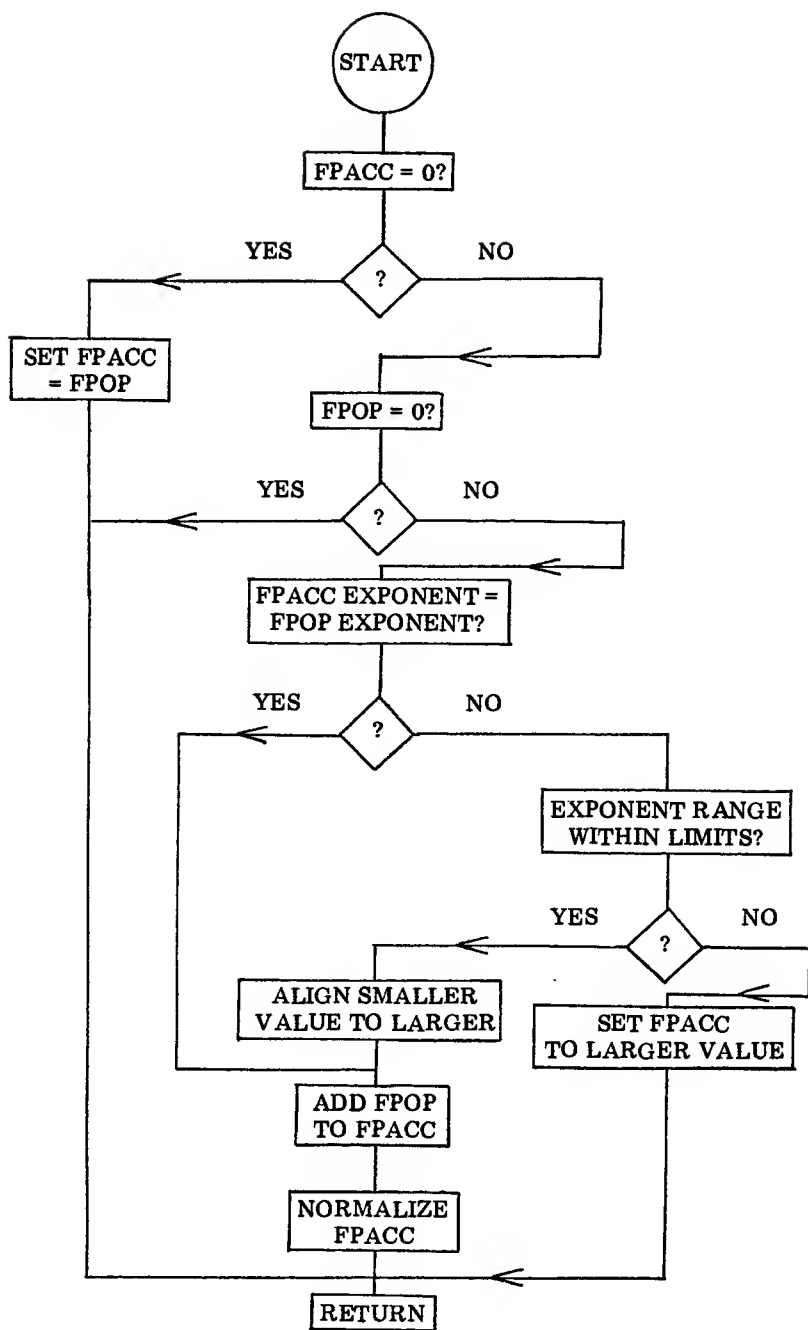 START
FPACC = 0?
YES
NO
?
SET FPACC
= FPOP
FPOP = 0?
YES
NO
?
FPACC EXPONENT =
FPOP EXPONENT?
YES
NO
?
EXPONENT RANGE
WITHIN LIMITS?
YES
NO
?
ALIGN SMALLER
VALUE TO LARGER
SET FPACC
TO LARGER VALUE
ADD FPOP
TO FPACC
NORMALIZE
FPACC
RETURN